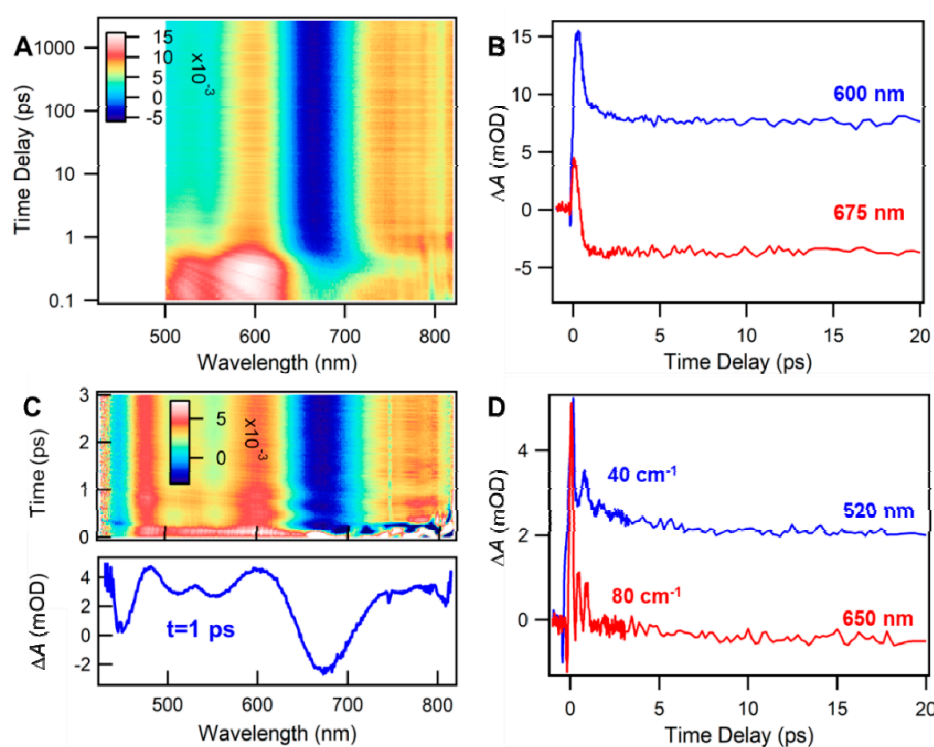 A
1000
100
10
1
0.1
Time Delay (ps)
15
10
5
0
-5
x10-3
500
600
700
800
Wavelength (nm)
B
15
10
5
0
-5
ΔA (mOD)
600 nm
675 nm
0
5
10
15
20
Time Delay (ps)
C
3
2
1
0
Time (ps)
5
0
x10-3
4
2
0
-2
ΔA (mOD)
t=1 ps
500
600
700
800
Wavelength (nm)
D
4
2
0
ΔA (mOD)
40 cm-1
520 nm
80 cm-1
650 nm
0
5
10
15
20
Time Delay (ps)